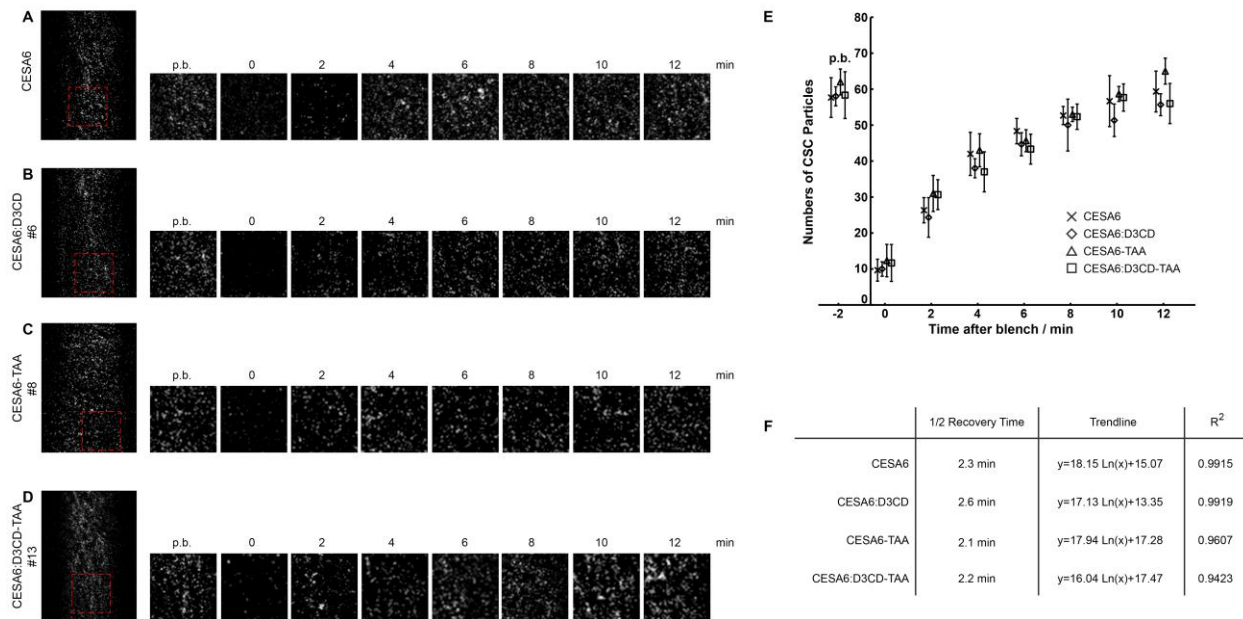 A
CESA6
p.b. 0 2 4 6 8 10 12 min
B
CESA6:D3CD
#6
p.b. 0 2 4 6 8 10 12 min
C
CESA6-TAA
#8
p.b. 0 2 4 6 8 10 12 min
D
CESA6:D3CD-TAA
#13
p.b. 0 2 4 6 8 10 12 min
E
Numbers of CSC Particles
80
70
60
50
40
30
20
10
0
p.b.
CESA6
CESA6:D3CD
CESA6-TAA
CESA6:D3CD-TAA
-2 0 2 4 6 8 10 12
Time after blench / min
F
1/2 Recovery Time Trendline R²
CESA6 2.3 min y=18.15 Ln(x)+15.07 0.9915
CESA6:D3CD 2.6 min y=17.13 Ln(x)+13.35 0.9919
CESA6-TAA 2.1 min y=17.94 Ln(x)+17.28 0.9607
CESA6:D3CD-TAA 2.2 min y=16.04 Ln(x)+17.47 0.9423